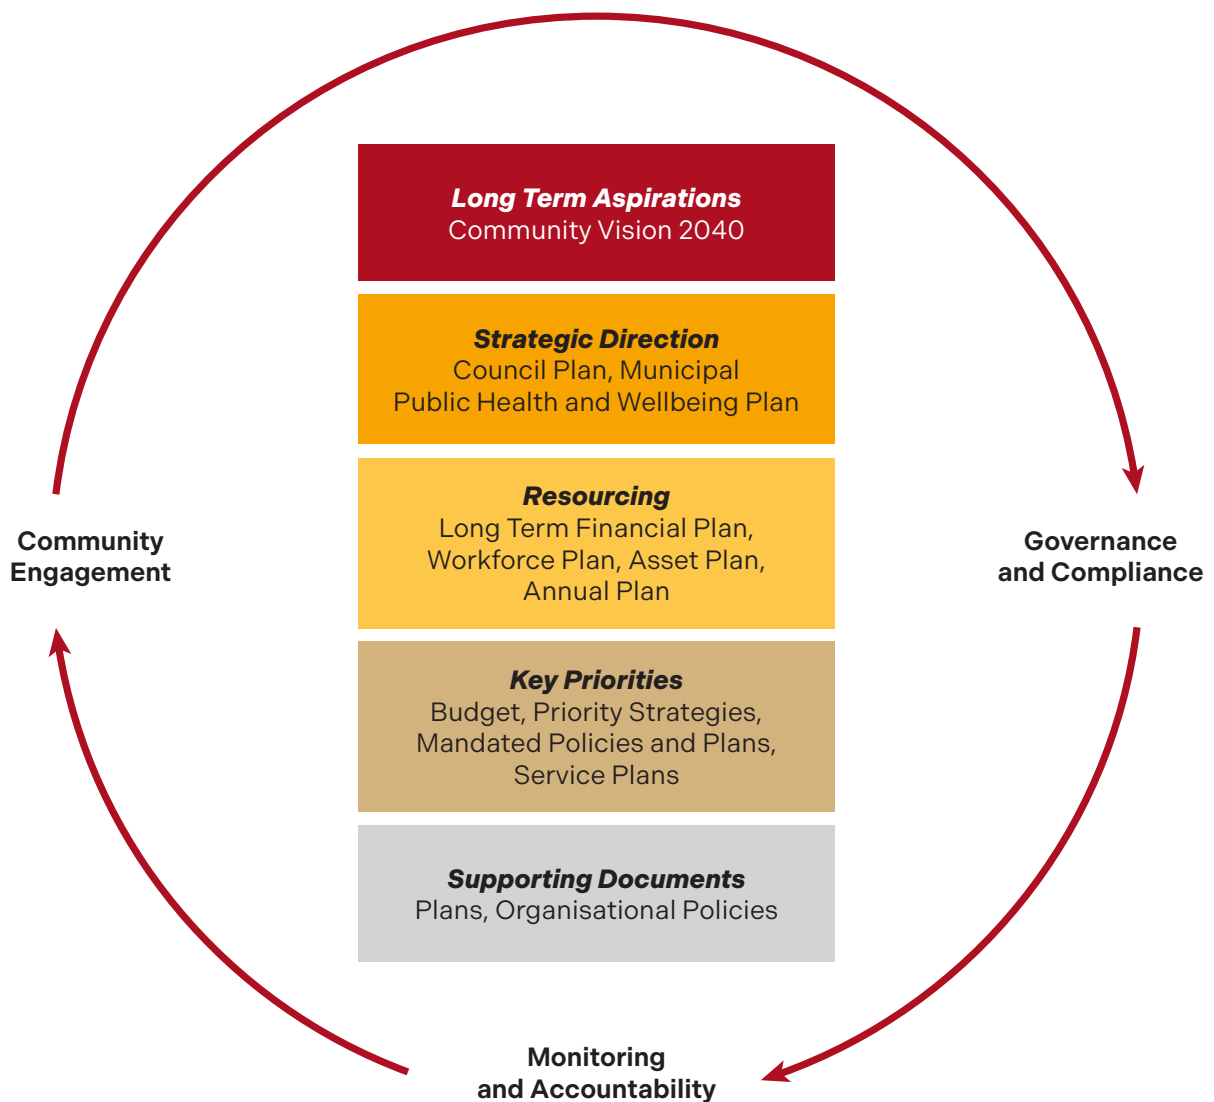 Long Term Aspirations
Community Vision 2040
Strategic Direction
Council Plan, Municipal
Public Health and Wellbeing Plan
Resourcing
Long Term Financial Plan,
Workforce Plan, Asset Plan,
Annual Plan
Community
Engagement
Governance
and Compliance
Key Priorities
Budget, Priority Strategies,
Mandated Policies and Plans,
Service Plans
Supporting Documents
Plans, Organisational Policies
Monitoring
and Accountability